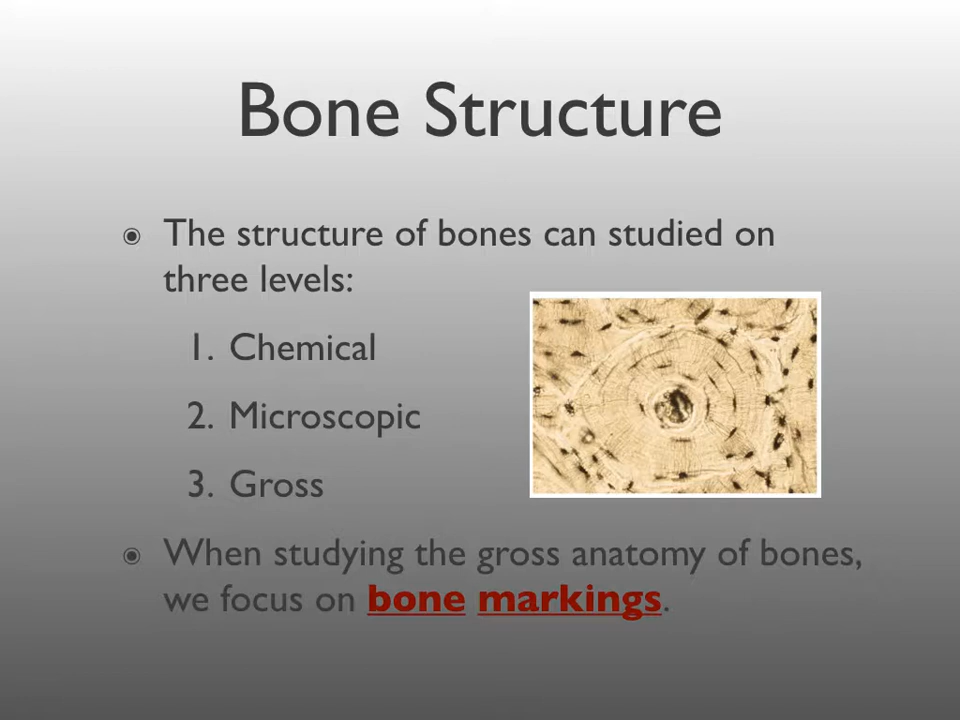 Bone Structure
The structure of bones can studied on
three levels:
1. Chemical
2. Microscopic
3. Gross
When studying the gross anatomy of bones,
we focus on bone markings.